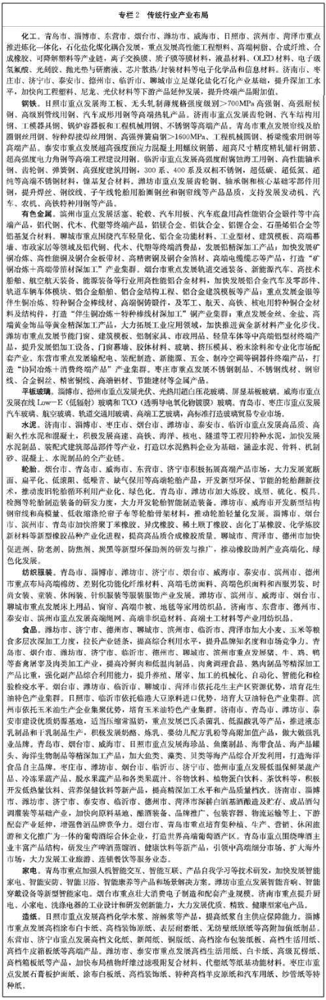 专栏2 传统行业产业布局
化工。青岛市、淄博市、东营市、烟台市、潍坊市、威海市、日照市、滨州市、菏泽市重点
推进炼化一体化，石化盐化煤化耦合发展，重点发展高性能工程塑料、高端树脂、合成纤维、合
成橡胶、可降解塑料等产业链，离子交换膜、质子膜等膜材料，液晶材料、OLED材料、电子级
氢氟酸、光刻胶、抛光垫与研磨液、芯片散热/封装材料等电子化学品和信息材料。济南市、枣
庄市、济宁市、泰安市、德州市、临沂市、聊城市立足煤化盐化石化产业基础，提升深加工水
平，加快向工程塑料、尼龙、光伏材料等下游产品延伸发展，提升终端产品附加值。
钢铁。日照市重点发展海工板、无头轧制薄规格强度级别＞700MPa高强钢、高强耐候
钢、高级别管线用钢、汽车成形用钢等高端热轧产品。济南市重点发展齿轮钢、汽车结构用
钢、工模器具钢、锅炉容器板和工程机械用钢、不锈钢等高端产品。青岛市重点发展帘线及胎
圈钢丝用钢、特种焊接焊丝用钢、高强弹簧扁钢＞1600MPa、工程机械圆钢、桥梁缆索用钢等
高端产品。泰安市重点发展超高强度预应力混凝土用螺纹钢筋、超高尺寸精度精轧锚杆钢筋、
超高强度电力角钢等高端工程建设用钢。临沂市重点发展高强度耐腐蚀海工用钢、高性能轴承
钢、齿轮钢、弹簧钢、高强度建筑用钢，300系、400系及双相不锈钢，超低碳、超低氮、超
纯等高端不锈钢材料，镍基复合材料。潍坊市重点发展齿轮钢、轴承钢和核心基础零部件用
钢，提升焊丝、钢绞线、子午线轮胎用胎圈钢丝和钢帘线等产品品质，支持发展发动机、汽
车、农机、高铁特种用钢等产品。
有色金属。滨州市重点发展活塞、轮毂、汽车用板、汽车底盘用高性能铝合金锻件等中高
端产品，铝代钢、代木、代塑等终端产品，铝镁合金、铝钛合金、铝锂合金、石墨烯铝合金等
铝基复合材料。聊城市重点围绕汽车轻量化、铝合金功能材料、工业型材、建筑模板、高端幕
墙、市政家居等领域及铝代钢、代木、代塑等终端消费品，发展铝精深加工产品；加快发展矿
铜冶炼、高性能铜及铜合金板带材、高精密铜及铜合金箔材、高端电缆缆芯等产品，打造“矿
铜冶炼＋高端带箔材深加工”产业集群。烟台市重点发展轨道交通装备、新能源汽车、高技术
船舶、航空航天装备、能源装备等行业用高性能铝合金材料，加快发展铝合金汽车及零部件、
轨道车辆车体模块、铝合金船舶、铝合金结构工程、铝合金建筑模板等产品；重点发展金银等
伴生铜冶炼、特种铜合金棒线材、高端铜铸锻件，及军工、航天、高铁、核电用特种铜合金材
料及结构件，打造“伴生铜冶炼＋特种棒线材深加工”铜产业集群；重点发展金丝、金盐、高
端黄金饰品等黄金精深加工产品，大力拓展工业应用领域，加快推进黄金新材料产业化步伐。
潍坊市重点发展节能门窗、建筑模板、铝制家具、市政用品、轻量车体等中高端铝型材终端产
品，提升发展铝加工设备、门窗幕墙、胶体材料、玻璃、挤压模具、粉末涂料和专业化市场配
套产业。东营市重点发展输配电、装配制造、新能源、五金、制冷空调等铜器件终端产品，打
造“协同冶炼＋消费终端产品”产业集群。枣庄市重点发展不锈钢制品、不锈钢线材、钢帘
线、合金铜丝、精密铜线、高端铝材、节能建材等金属产品。
平板玻璃。淄博市、德州市重点发展光伏、光热用超白压花玻璃、屏显基板玻璃。威海市重点
发展在线Low—E（低辐射）玻璃和TCO（透明导电氧化物镀膜）玻璃。青岛市、枣庄市重点发展
汽车玻璃、航空玻璃、轨道交通用玻璃、高端工艺玻璃，高标准打造玻璃贸易专业市场。
水泥。济南市、淄博市、枣庄市、烟台市、潍坊市、泰安市、临沂市重点发展高品质、高
耐久性水泥和混凝土，积极发展高速、高铁、海洋、核电、隧道等工程用特种水泥，加快发展
水泥制品、装配式建筑部品部件等产业，打造以水泥熟料企业为基础，涵盖水泥、骨料、机制
砂、混凝土、水泥制品的全产业链。
轮胎。烟台市、青岛市、威海市、东营市、济宁市积极拓展高端产品市场，大力发展宽断
面、扁平化、低滚阻、低噪音、缺气保用等高端轮胎产品，开发新型环保、节能的轮胎翻新技
术，推动废旧轮胎循环利用产业化、绿色化。青岛市、潍坊市加大炼胶、成型、硫化、模具、
检测等轮胎制造装备的研发力度，大力开发轮胎智能制造装备。潍坊市、威海市开发新型结构
钢帘线和高模量、低收缩涤纶帘子布等轮胎骨架材料，推动轮胎轻量化发展。淄博市、烟台
市、滨州市、青岛市加快溶聚丁苯橡胶、异戊橡胶、稀土顺丁橡胶、卤化丁基橡胶、化学炼胶
新材料等新型橡胶品种产业化进程，提高高品质合成橡胶质量。聊城市、菏泽市、德州市加快
促进剂、防老剂、防焦剂、炭黑等新型环保助剂的研发与推广，推动橡胶助剂产业高端化、绿
色化发展。
纺织服装。青岛市、淄博市、潍坊市、济宁市、烟台市、威海市、泰安市、滨州市、德州
市重点布局高端棉纺、差别化功能化纤维材料、高端毛纺面料、高端色织面料和西服男装、时
尚女装、童装、休闲装、针织服装等服装服饰产业发展。潍坊市、滨州市、威海市、烟台市、
聊城市重点发展床上用品、窗帘、高端巾被、地毯等家用纺织品。济南市、东营市、德州市、
泰安市、滨州市重点发展高端绳网、高端非织造材料、高端土工材料等产业用纺织品。
食品。潍坊市、济宁市、德州市、聊城市、滨州市、临沂市、菏泽市加大小麦、玉米等粮
食多层次深加工力度，拉长产业链条，提高综合利用水平，提升品牌知名度和市场竞争力。青岛
市、烟台市、潍坊市、济宁市、临沂市、德州市、聊城市、滨州市重点发展猪、牛、鸡、鸭
等畜禽屠宰及肉类加工产业，提高冷鲜肉和低温肉制品、肉禽调理食品、熟肉制品等精深加工
产品比重，强化副产品综合利用能力，提升养殖、屠宰、加工的机械化、自动化、智能化和检
验检疫水平。烟台市、潍坊市、临沂市、聊城市、菏泽市依托花生主产区资源优势，培育花生
油特色产业集群。日照市、临沂市依托临港大豆原料进口优势，培育大豆油特色产业集群。滨
州市依托玉米油生产企业集聚优势，培育玉米油特色产业集群。济南市、青岛市、潍坊市、泰
安市建设优质奶源基地，适当压缩常温奶，重点发展巴氏杀菌乳、低温酸乳等产品，推进液态
乳制品和干乳制品生产，积极发展奶酪、炼乳、婴幼儿配方乳粉等高附加值产品，做大做强乳
业品牌。青岛市、烟台市、威海市、日照市重点发展海珍品、鱼糜制品、海带食品、海产品罐
头、海洋生物制品等精深加工产品，加大鱼类、藻类、贝类等海产品综合开发利用，打造海洋
食品自主品牌。枣庄市、潍坊市、烟台市、临沂市、济宁市、德州市重点发展低温保鲜果蔬产
品、冷冻果蔬产品、脱水果蔬产品和各类果蔬汁、谷物饮料、植物蛋白饮料、茶饮料等，积极
开发低热量饮料、营养保健饮料等新产品，提高精深加工水平和产品质量档次。济南市、淄博
市、潍坊市、济宁市、泰安市、临沂市、德州市、菏泽市深耕白酒基酒酿造及贮存、成品酒勾
调灌装等基础产业，加快向原料基地、酿酒装备、品牌推广、包装容器、物流运输等上、下游
配套产业延伸，增强鲁酒品牌竞争力。烟台市、青岛市重点培育集种植、生产、营销、休闲旅
游和文化推广为一体的葡萄酒综合体企业，打造世界高端葡萄酒产区。青岛市重点围绕啤酒主
业丰富产品结构，研发生产啤酒蒸馏酒、健康饮料等新产品，引领中高端细分市场、扩大海外
市场，大力发展工业旅游、连锁餐饮等服务业态。
家电。青岛市重点加强人机智能交互、智能互联、产品自我学习等技术研发，加快发展智能
家电、智能安防、智能卫浴、智能康养等产品和场景解决方案。潍坊市重点发展智能音响、智能
穿戴设备等新型智能家电。烟台市重点壮大消费电子制造和配套产业规模。济南市重点提升厨
电、小家电、洗涤电器的工业设计和研发创新能力，大力发展优质、精致、健康型家电产品。
造纸。日照市重点发展高档化学木浆、溶解浆等产品，提高纸浆自主供应保障能力。淄博
市重点发展高档涂布白卡纸、高档装饰原纸、表层耐磨纸、无纺壁纸原纸等高附加值纸制品。
东营市、济宁市重点发展高档文化纸、新闻纸、铜版纸、高档涂布包装纸板、高档生活用纸、
高档牛皮箱板纸等高端产品。潍坊市、泰安市重点发展高档生活用纸、白卡纸、高级瓦楞纸、
高档箱板纸等产品，加快布局植物纤维过滤吸附复合材料、代塑纸等纸基功能材料。枣庄市重
点发展石膏板护面纸、涂布白板纸、高档装饰纸、特种高档羊皮原纸和汽车用纸、纱管纸等特
种纸。